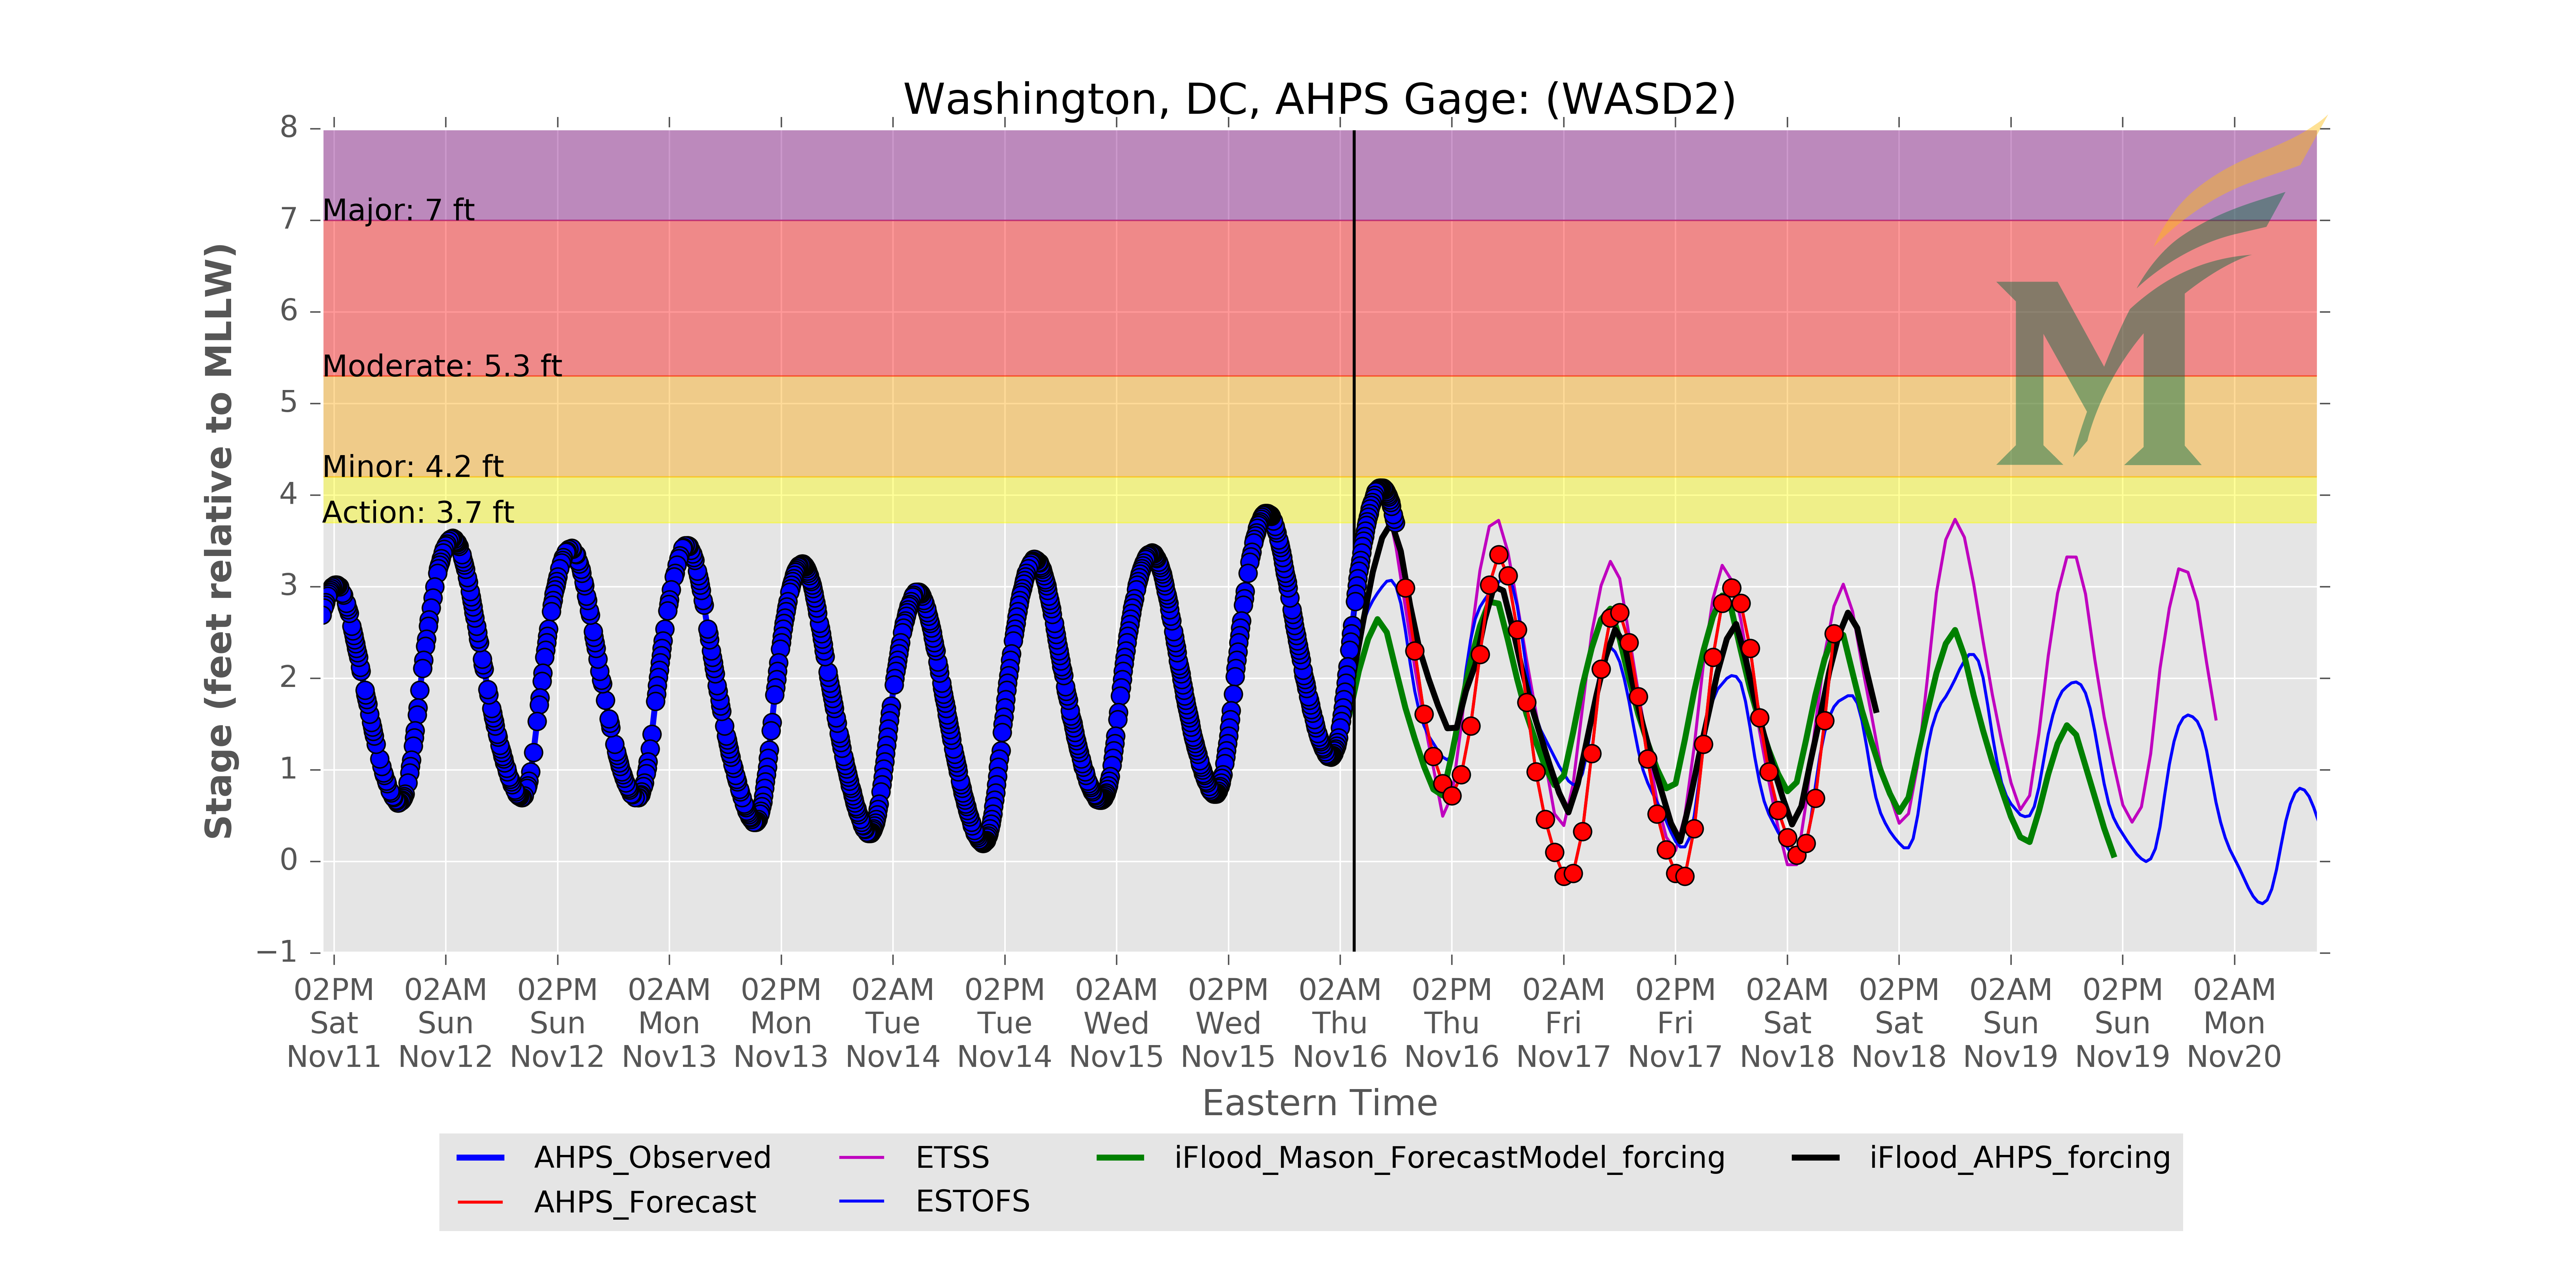 Washington, DC, AHPS Gage: (WASD2)
Stage (feet relative to MLLW)
8
7
6
5
4
3
2
1
0
−1
Major: 7 ft
Moderate: 5.3 ft
Minor: 4.2 ft
Action: 3.7 ft
M
02PM 02AM 02PM 02AM 02PM 02AM 02PM 02AM 02PM 02AM 02PM 02AM 02PM 02AM 02PM 02AM 02PM 02AM
Sat Sun Sun Mon Mon Tue Tue Wed Wed Thu Thu Fri Fri Sat Sat Sun Sun Mon
Nov11 Nov12 Nov12 Nov13 Nov13 Nov14 Nov14 Nov15 Nov15 Nov16 Nov16 Nov17 Nov17 Nov18 Nov18 Nov19 Nov19 Nov20
Eastern Time
AHPS_Observed ETSS iFlood_Mason_ForecastModel_forcing iFlood_AHPS_forcing
AHPS_Forecast ESTOFS